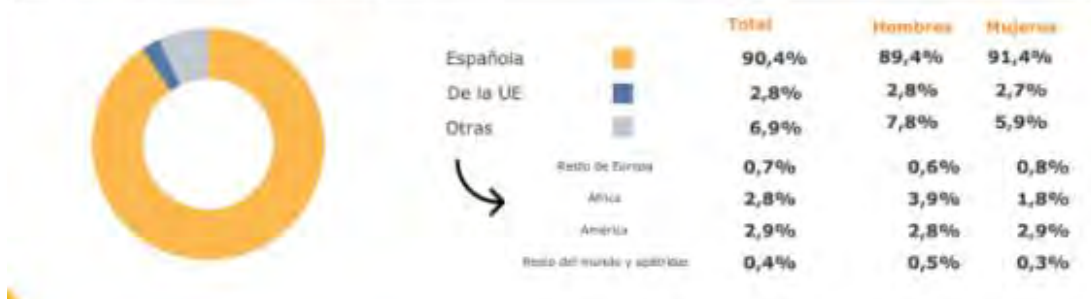 Total Hombres Mujeres
Española 90,4% 89,4% 91,4%
De la UE 2,8% 2,8% 2,7%
Otras 6,9% 7,8% 5,9%
Resto de Europa 0,7% 0,6% 0,8%
África 2,8% 3,9% 1,8%
América 2,9% 2,8% 2,9%
Resto del mundo y apátridas 0,4% 0,5% 0,3%